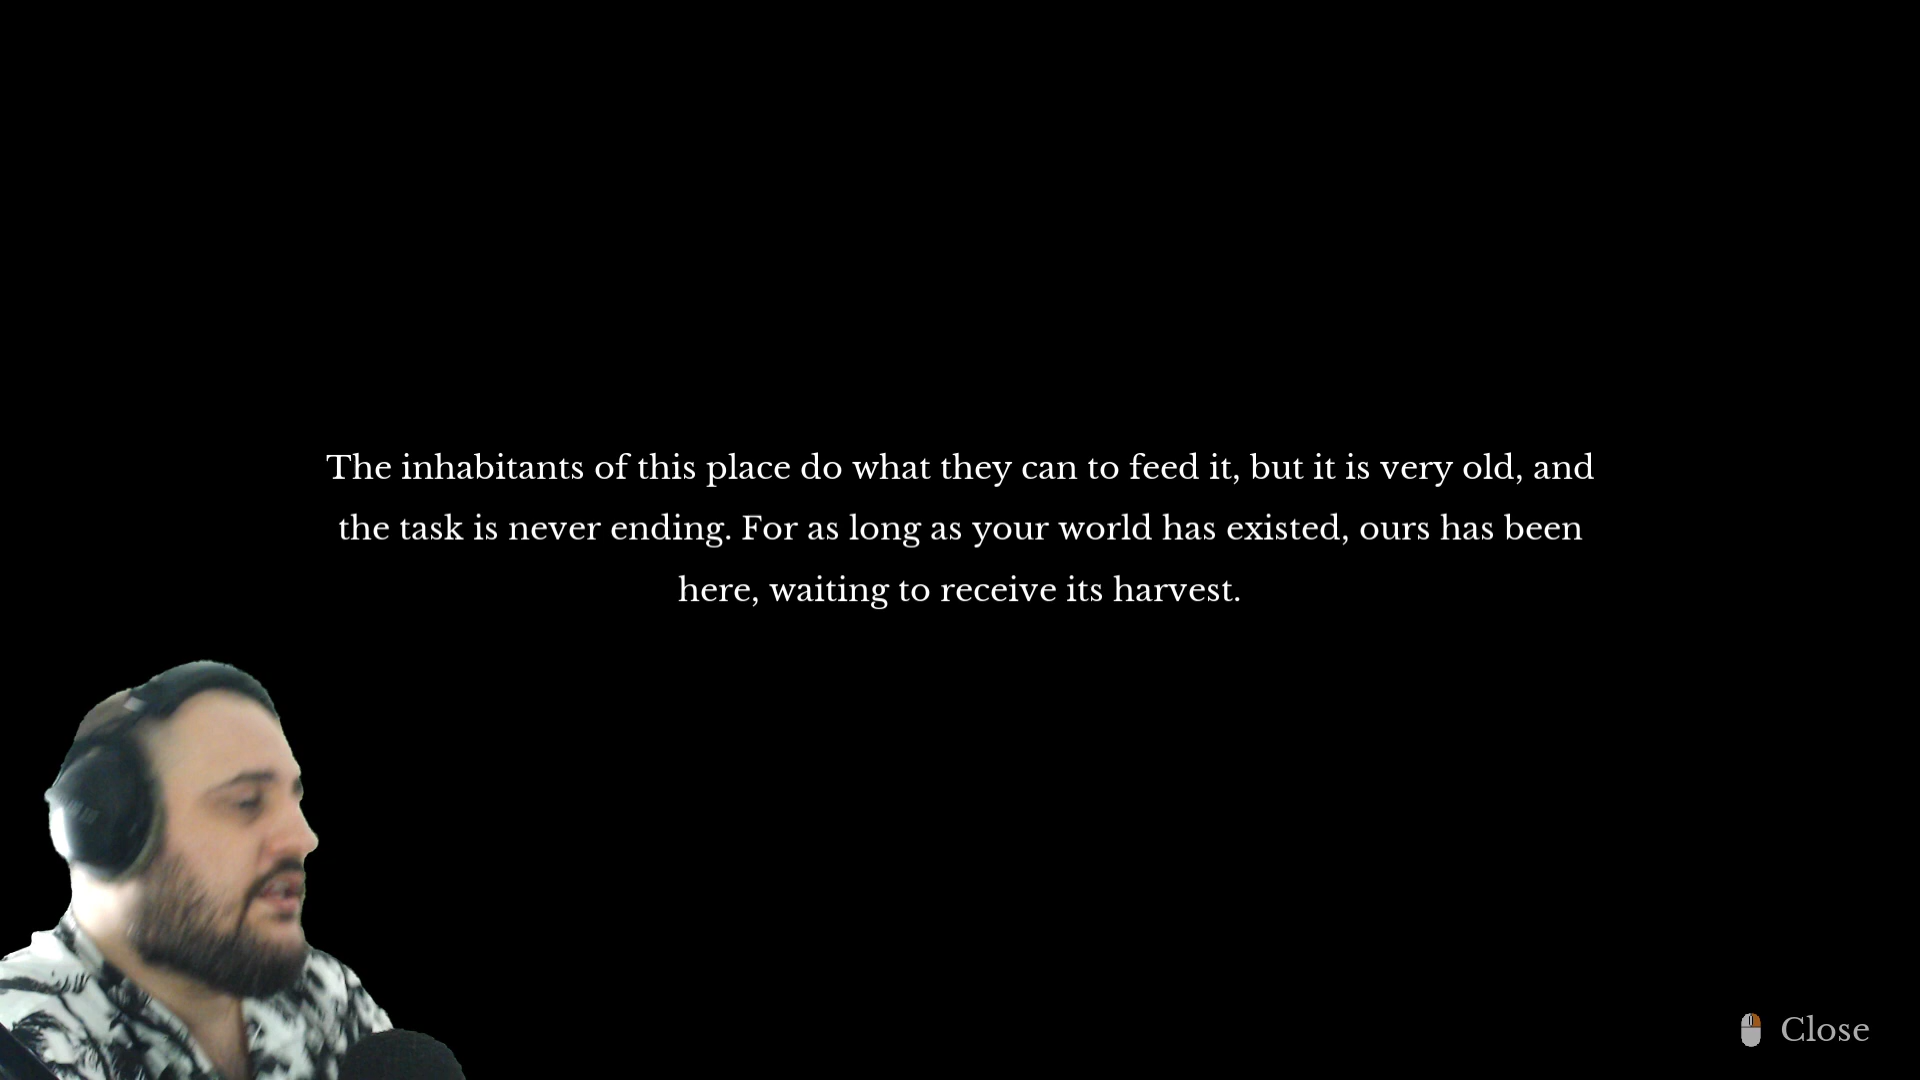 The inhabitants of this place do what they can to feed it, but it is very old, and
the task is never ending. For as long as your world has existed, ours has been
here, waiting to receive its harvest.
Close